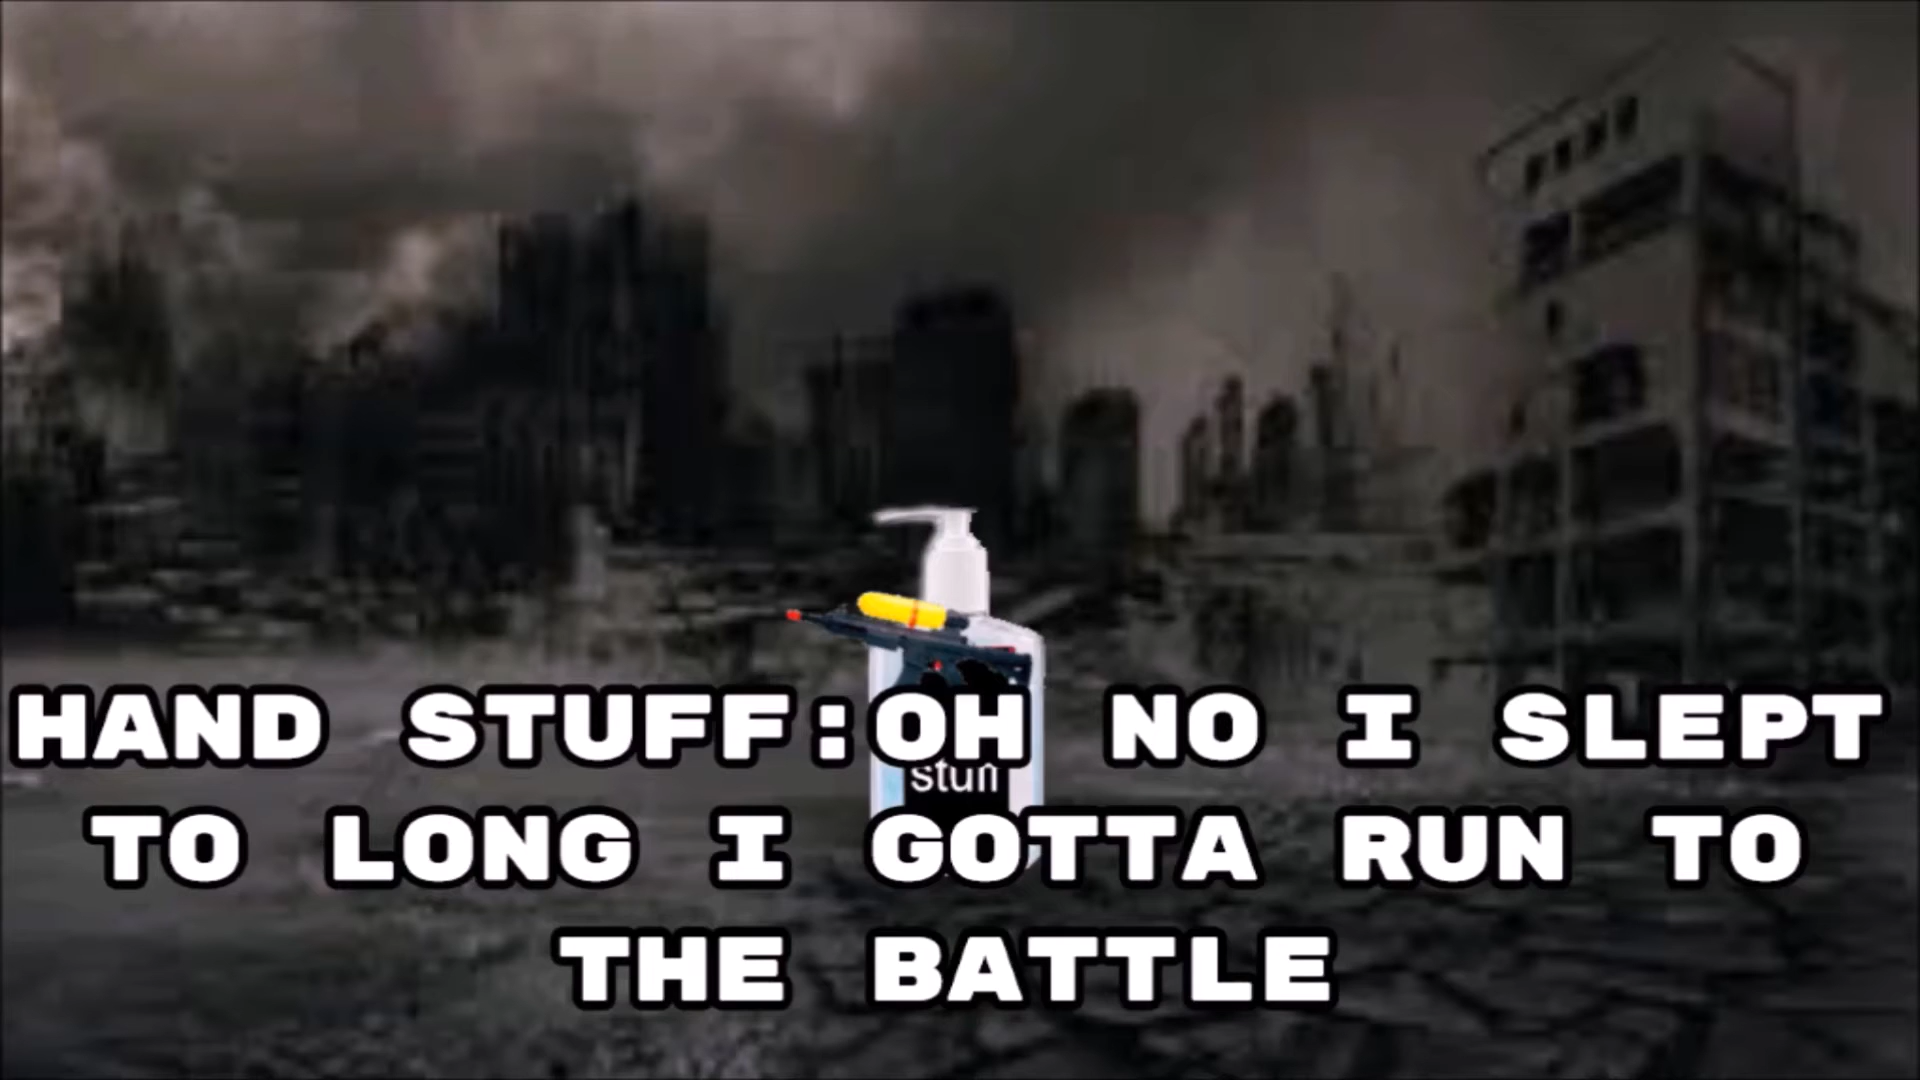 HAND STUFF:OH NO I SLEPT
TO LONG I GOTTA RUN TO
THE BATTLE
stuff